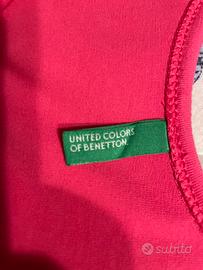 UNITED COLORS
OF BENETTON.
subito